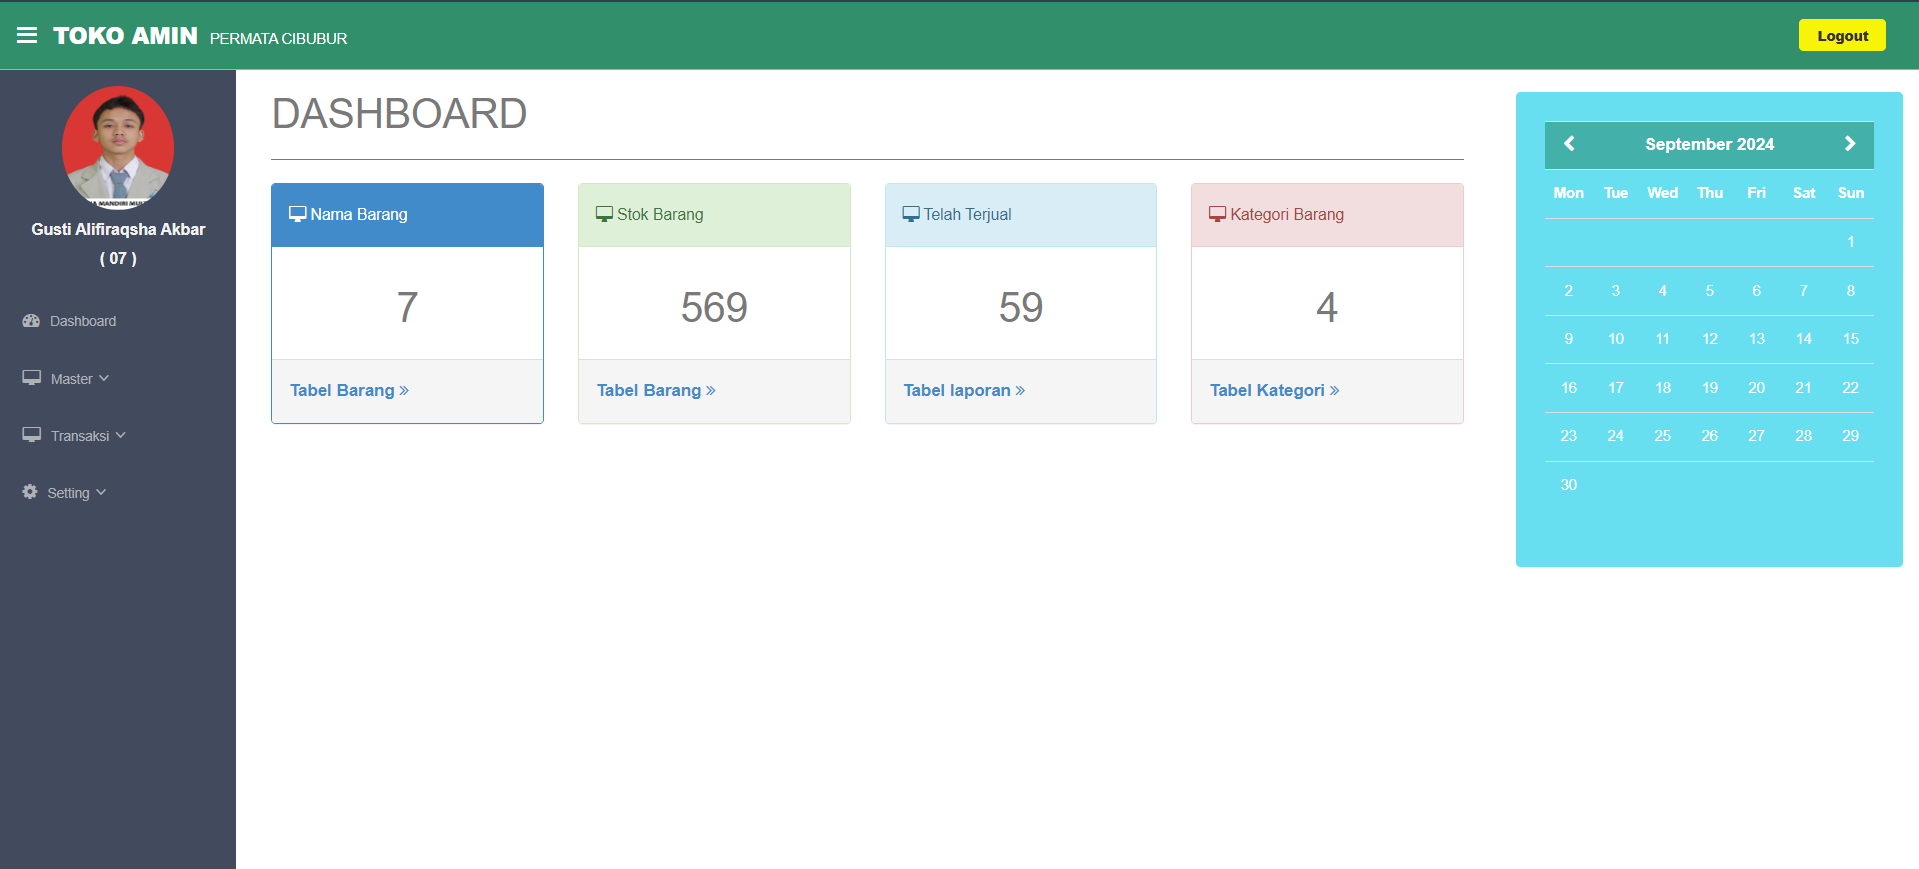 TOKO AMIN PERMATA CIBUBUR
Logout
Gusti Alifiraqsha Akbar
( 07 )
Dashboard
Master
Transaksi
Setting
DASHBOARD
Nama Barang
7
Tabel Barang »
Stok Barang
569
Tabel Barang »
Telah Terjual
59
Tabel laporan »
Kategori Barang
4
Tabel Kategori »
September 2024
Mon Tue Wed Thu Fri Sat Sun
1
2 3 4 5 6 7 8
9 10 11 12 13 14 15
16 17 18 19 20 21 22
23 24 25 26 27 28 29
30